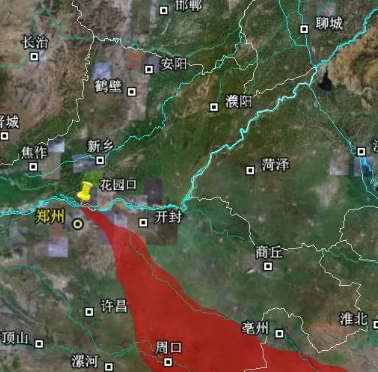 邯郸
聊城
长治
安阳
鹤壁
濮阳
晋城
新乡
焦作
菏泽
花园口
郑州
开封
商丘
许昌
亳州
淮北
顶山
周口
漯河